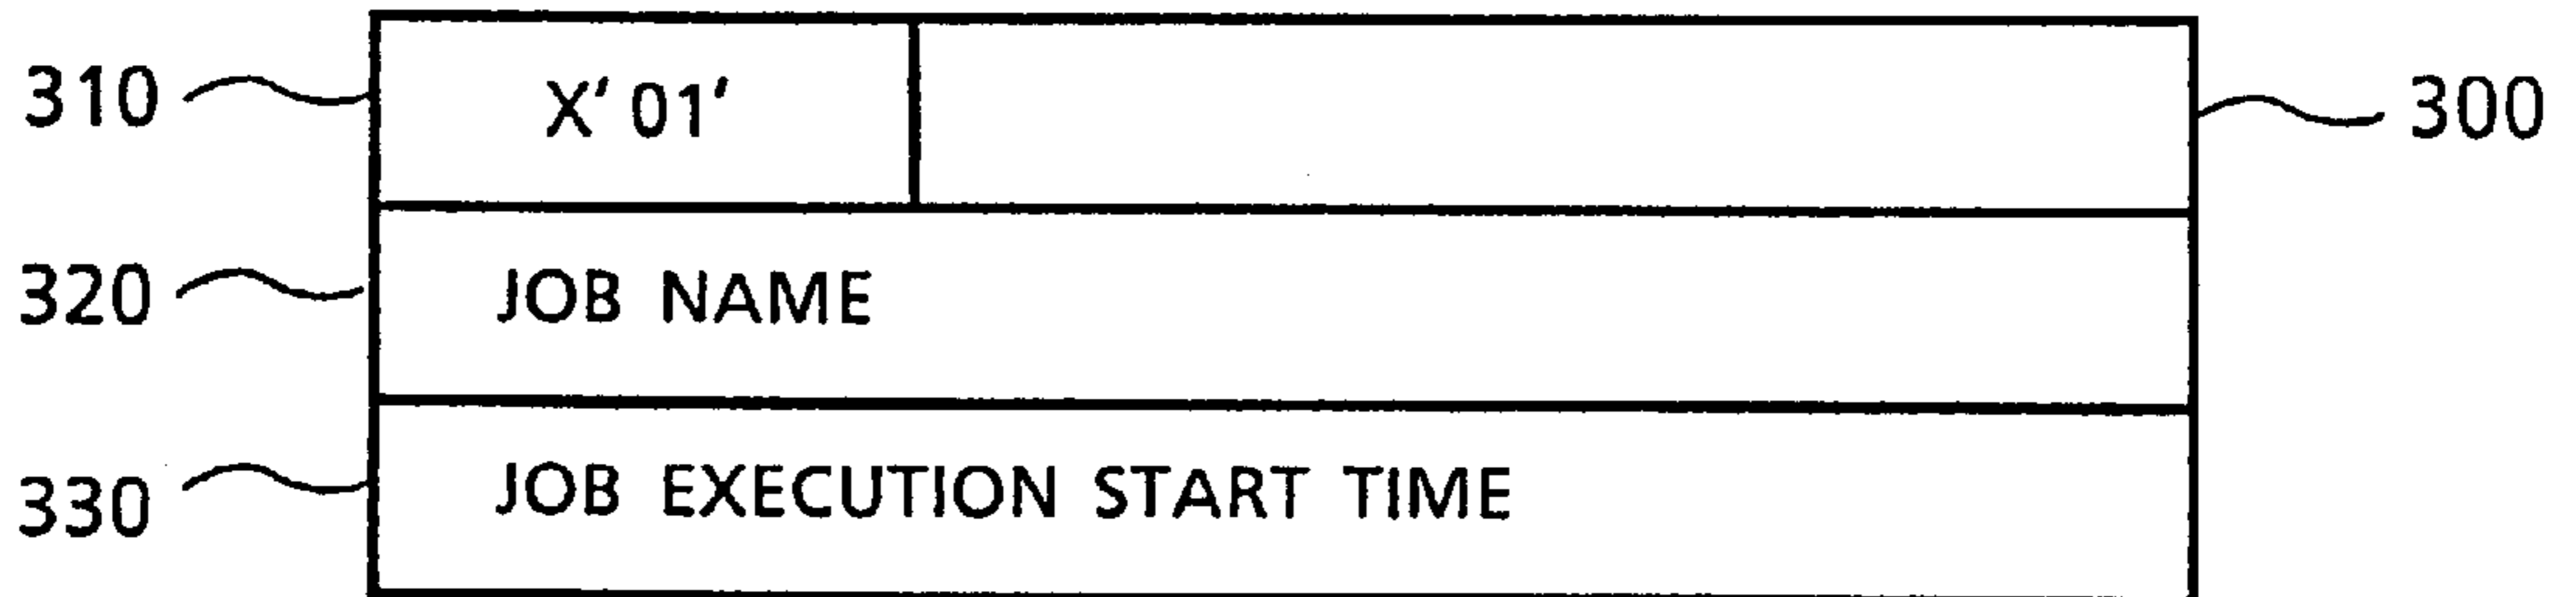 310 X' 01' 300
320 JOB NAME
330 JOB EXECUTION START TIME